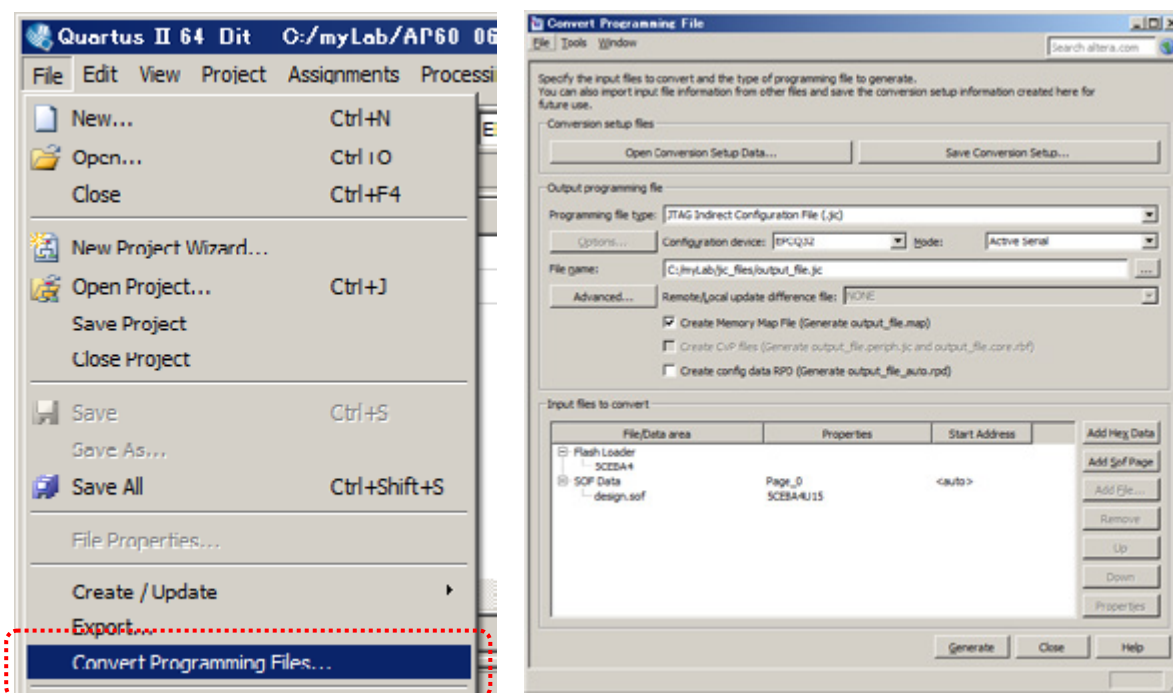 Quartus II 64 Bit C:/myLab/AP60 06
File Edit View Project Assignments Processi
New... Ctrl+N
Open... Ctrl+O
Close Ctrl+F4
New Project Wizard...
Open Project... Ctrl+J
Save Project
Close Project
Save Ctrl+S
Save As...
Save All Ctrl+Shift+S
File Properties...
Create / Update
Export...
Convert Programming Files...
Convert Programming File
File Tools Window
Search altera.com
Specify the input files to convert and the type of programming file to generate.
You can also import input file information from other files and save the conversion setup information created here for
future use.
Conversion setup files
Open Conversion Setup Data... Save Conversion Setup...
Output programming file
Programming file type: JTAG Indirect Configuration File (.jic)
Options... Configuration device: EPCQ32 Mode: Active Serial
File name: C:/myLab/jic_files/output_file.jic ...
Advanced... Remote/Local update difference file: NONE
Create Memory Map File (Generate output_file.map)
Create CvP files (Generate output_file.periph.jic and output_file.core.rbf)
Create config data RPD (Generate output_file_auto.rpd)
Input files to convert
File/Data area Properties Start Address
Flash Loader
5CEBA4
SOF Data Page_0 <auto>
design.sof 5CEBA4U15
Add Hex Data
Add Sof Page
Add File...
Remove
Up
Down
Properties
Generate Close Help